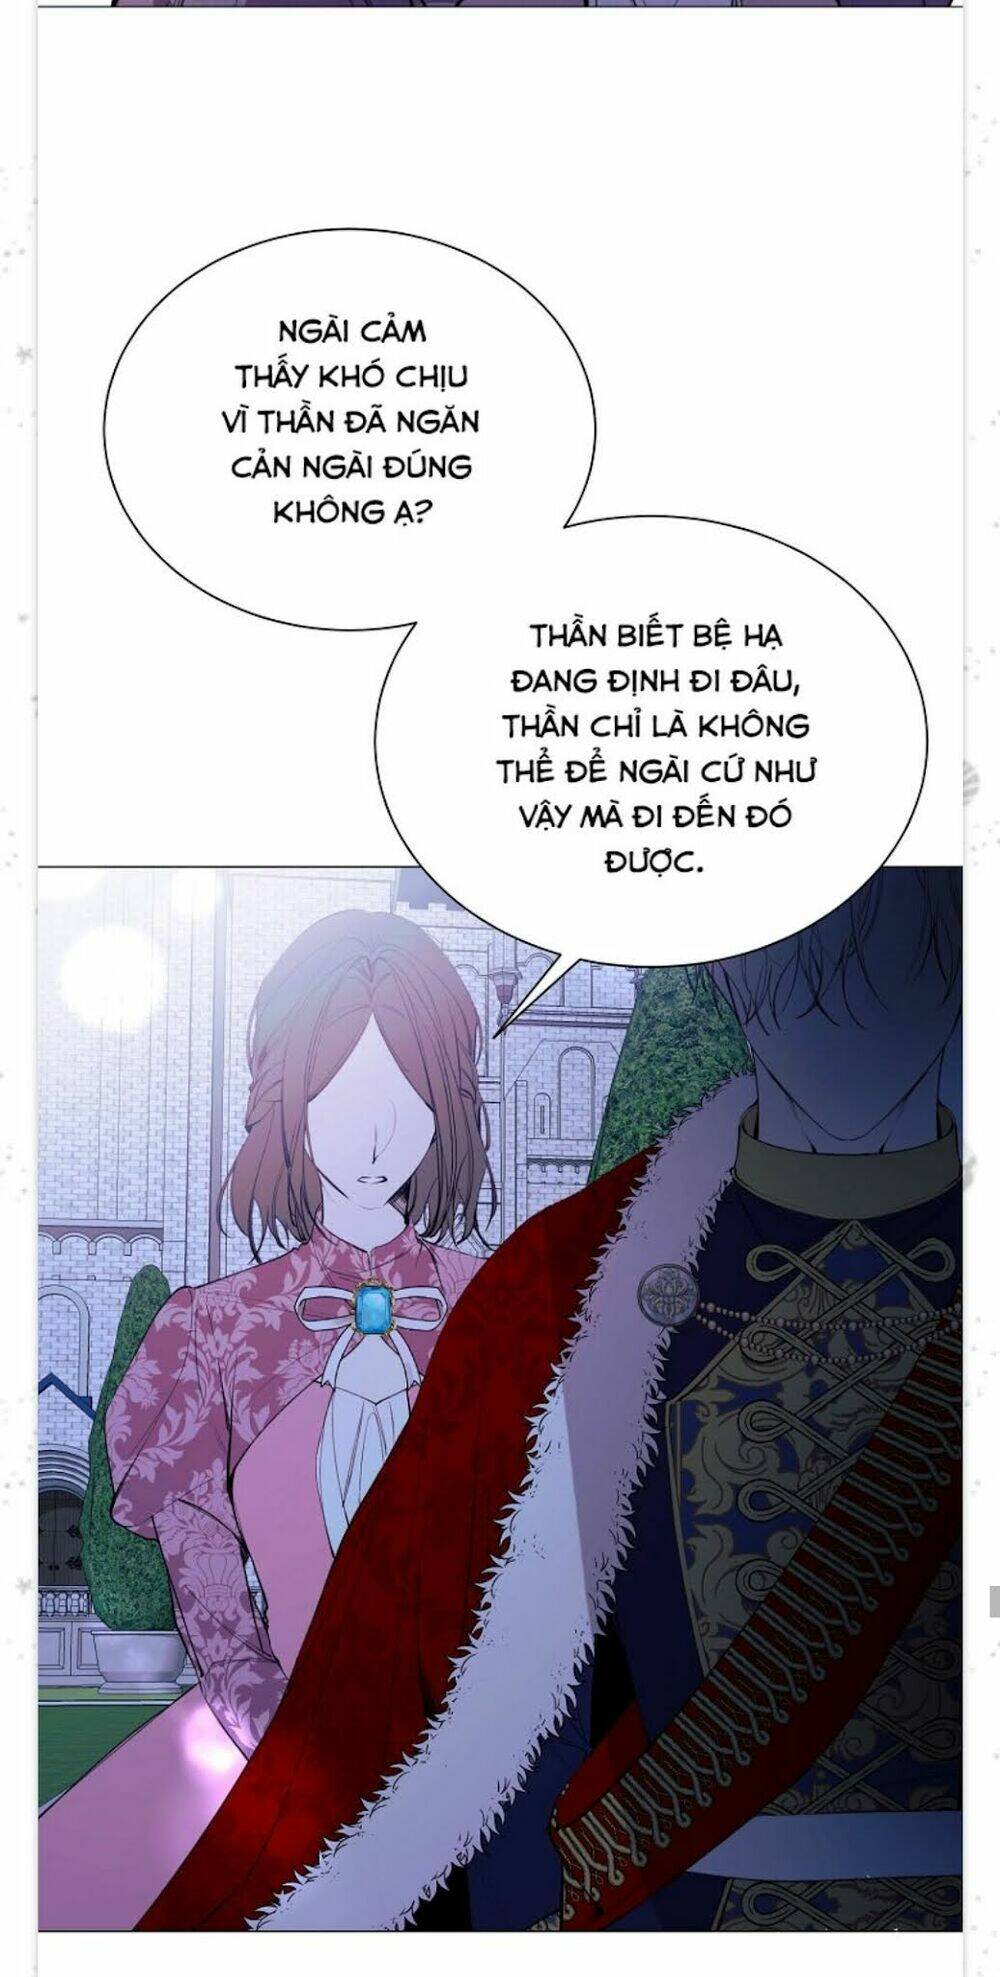 NGÀI CẢM
THẤY KHÓ CHỊU
VÌ THẦN ĐÃ NGĂN
CẢN NGÀI ĐÚNG
KHÔNG Ạ?
THẦN BIẾT BỆ HẠ
ĐANG ĐỊNH ĐI ĐÂU,
THẦN CHỈ LÀ KHÔNG
THỂ ĐỂ NGÀI CỨ NHƯ
VẬY MÀ ĐI ĐẾN ĐÓ
ĐƯỢC.